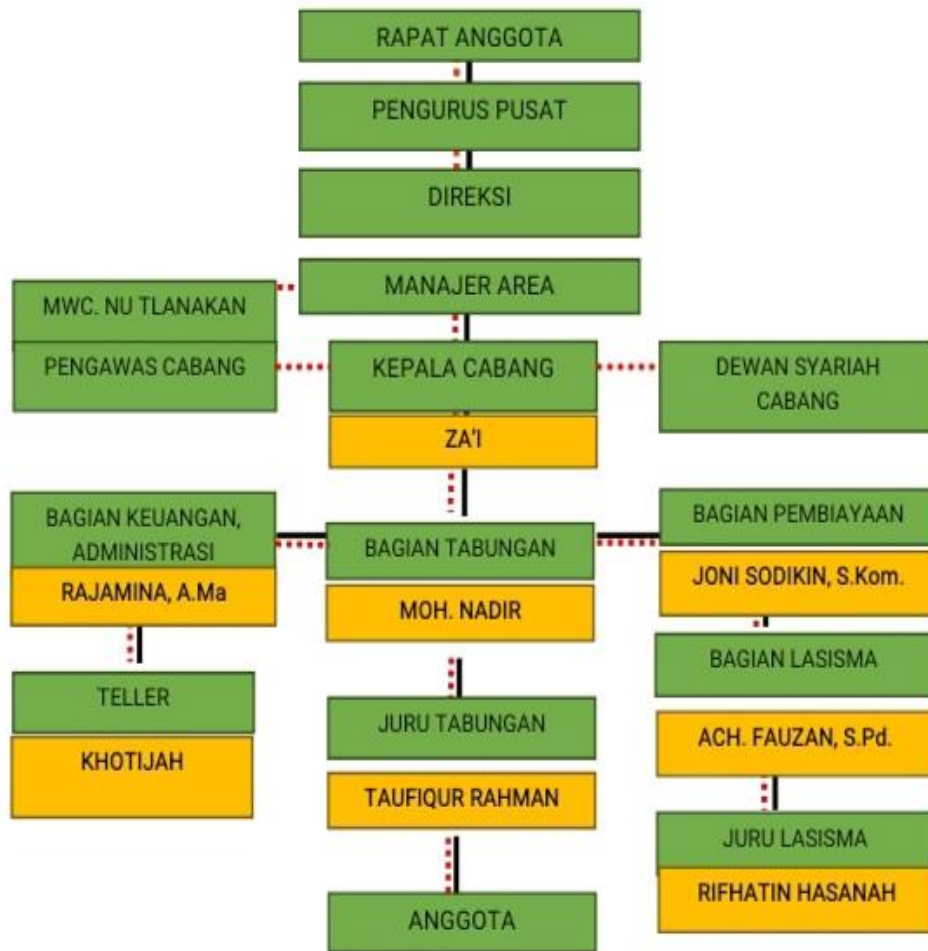 RAPAT ANGGOTA
PENGURUS PUSAT
DIREKSI
MANAJER AREA
MWC. NU TLANAKAN
PENGAWAS CABANG
KEPALA CABANG
DEWAN SYARIAH
CABANG
ZA'I
BAGIAN KEUANGAN,
ADMINISTRASI
RAJAMINA, A.Ma
BAGIAN TABUNGAN
MOH. NADIR
BAGIAN PEMBIAYAAN
JONI SODIKIN, S.Kom.
TELLER
KHOTIJAH
JURU TABUNGAN
TAUFIQUR RAHMAN
BAGIAN LASISMA
ACH. FAUZAN, S.Pd.
JURU LASISMA
RIFHATIN HASANAH
ANGGOTA